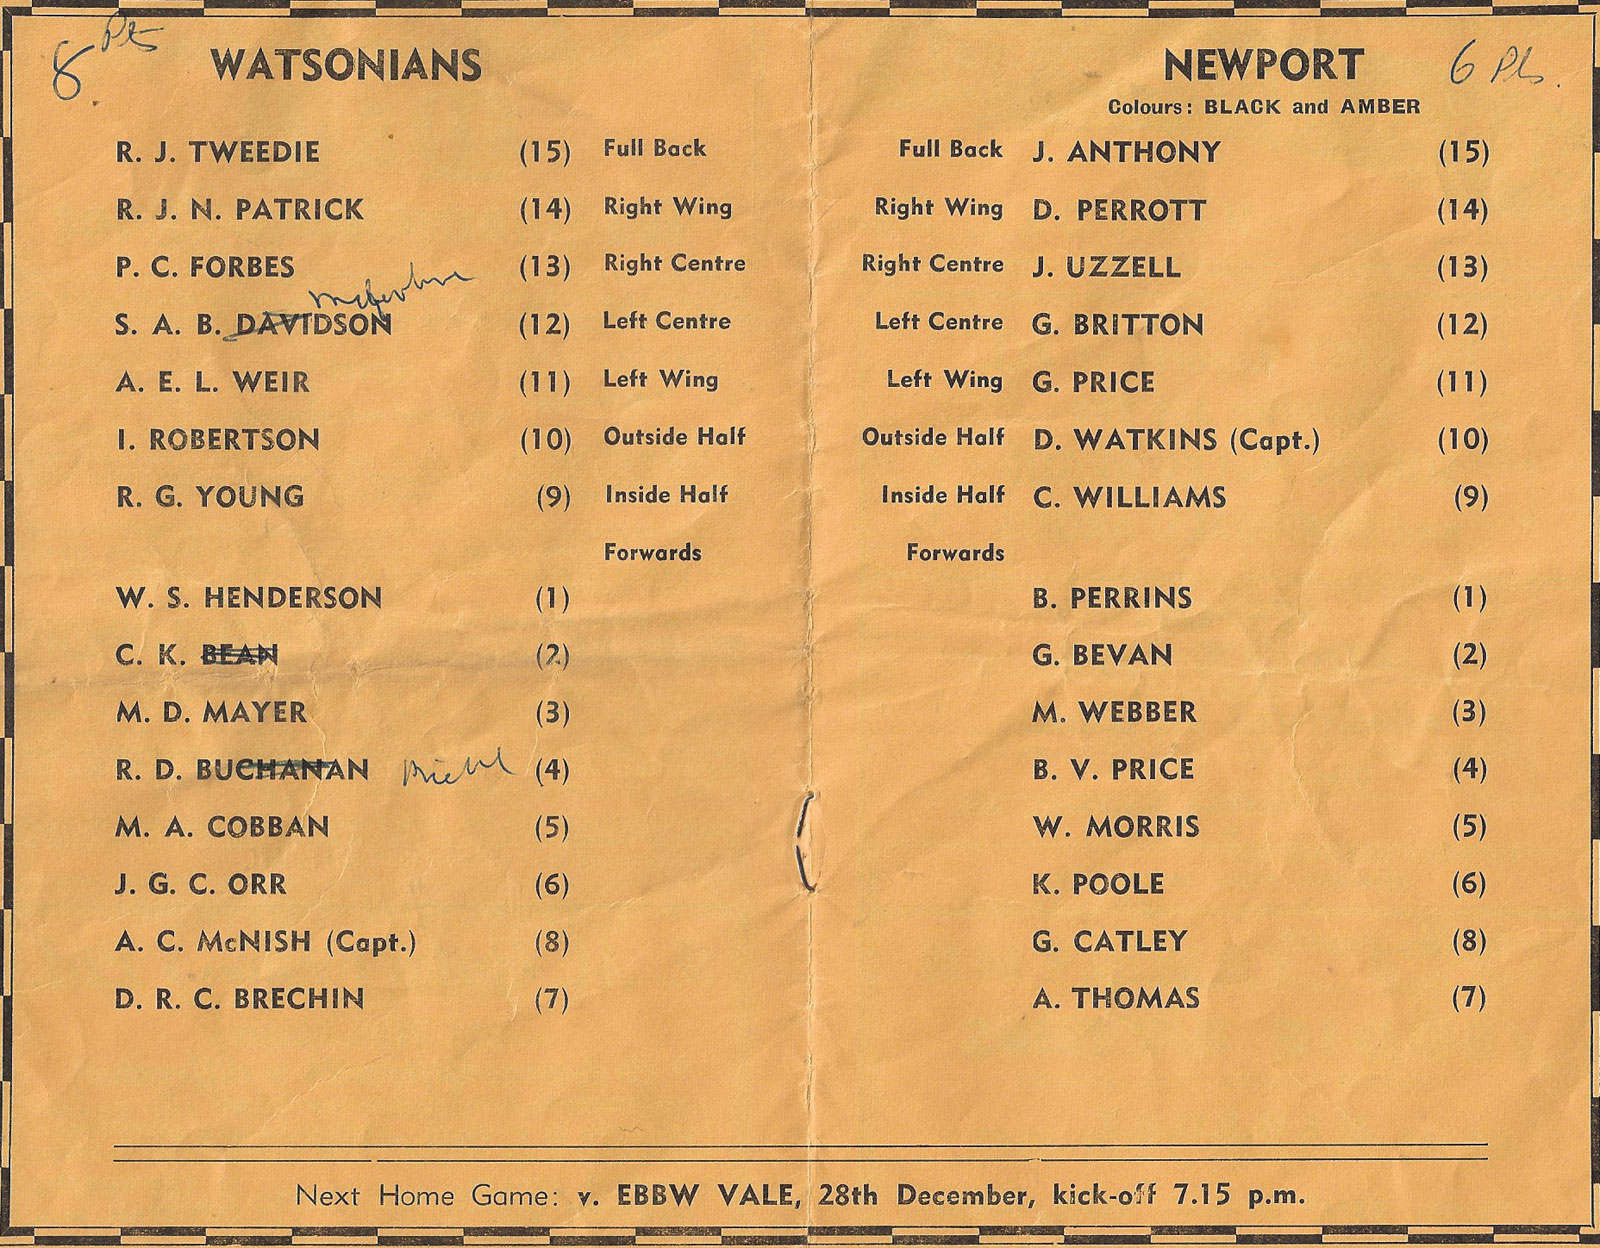 8 Pts
WATSONIANS
R. J. TWEEDIE (15) Full Back
R. J. N. PATRICK (14) Right Wing
P. C. FORBES (13) Right Centre
S. A. B. DAVIDSON (12) Left Centre
A. E. L. WEIR (11) Left Wing
I. ROBERTSON (10) Outside Half
R. G. YOUNG (9) Inside Half
Forwards
W. S. HENDERSON (1)
C. K. BEAN (2)
M. D. MAYER (3)
R. D. BUCHANAN (4)
M. A. COBBAN (5)
J. G. C. ORR (6)
A. C. McNISH (Capt.) (8)
D. R. C. BRECHIN (7)
NEWPORT 6 Pts.
Colours: BLACK and AMBER
Full Back J. ANTHONY (15)
Right Wing D. PERROTT (14)
Right Centre J. UZZELL (13)
Left Centre G. BRITTON (12)
Left Wing G. PRICE (11)
Outside Half D. WATKINS (Capt.) (10)
Inside Half C. WILLIAMS (9)
Forwards
B. PERRINS (1)
G. BEVAN (2)
M. WEBBER (3)
B. V. PRICE (4)
W. MORRIS (5)
K. POOLE (6)
G. CATLEY (8)
A. THOMAS (7)
Next Home Game: v. EBBW VALE, 28th December, kick-off 7.15 p.m.